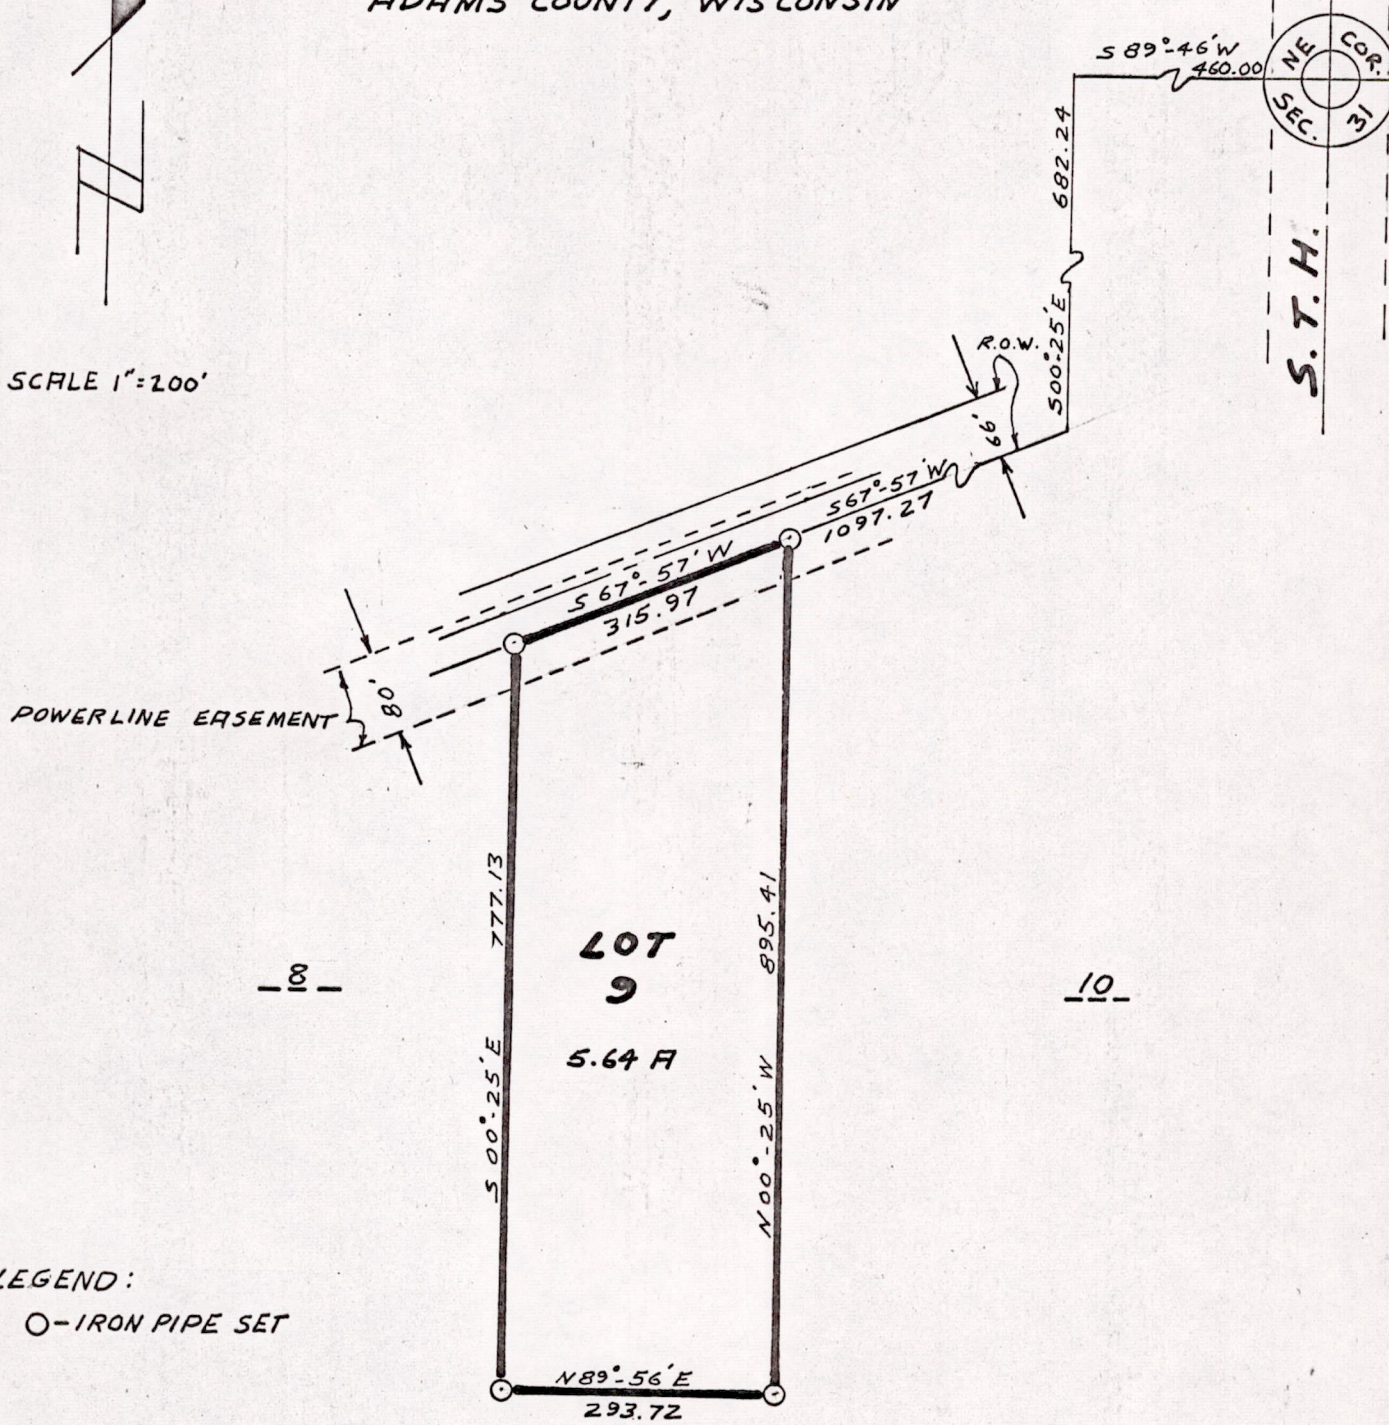 ADAMS COUNTY, WISCONSIN
S 89°-46'W
460.00
NE COR.
SEC. 31
682.24
S00°-25'E
S.T.H.
SCALE 1"=200'
R.O.W.
66'
S67°-57'W
1097.27
S 67°-57'W
315.97
80'
POWERLINE EASEMENT
777.13
S 00°-25'E
895.41
N 00°-25'W
LOT
9
5.64 A
8
10
LEGEND:
O-IRON PIPE SET
N89°-56'E
293.72